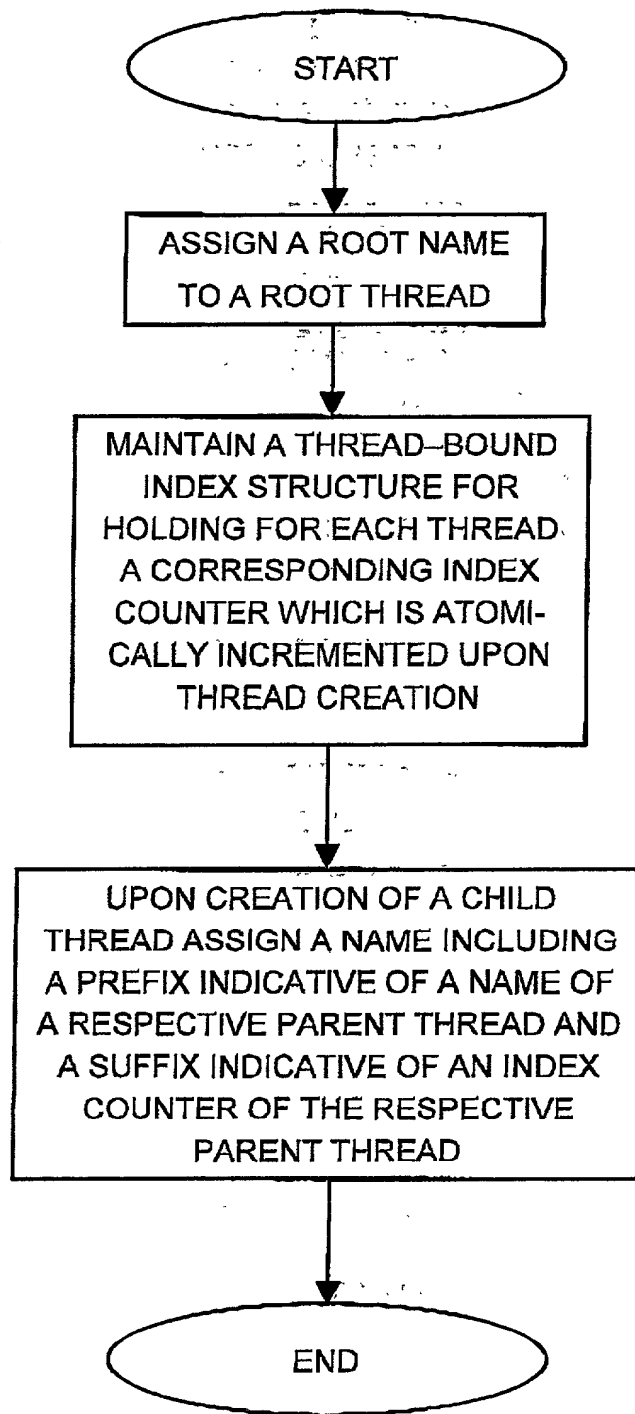 START
ASSIGN A ROOT NAME
TO A ROOT THREAD
MAINTAIN A THREAD–BOUND
INDEX STRUCTURE FOR
HOLDING FOR EACH THREAD
A CORRESPONDING INDEX
COUNTER WHICH IS ATOMI-
CALLY INCREMENTED UPON
THREAD CREATION
UPON CREATION OF A CHILD
THREAD ASSIGN A NAME INCLUDING
A PREFIX INDICATIVE OF A NAME OF
A RESPECTIVE PARENT THREAD AND
A SUFFIX INDICATIVE OF AN INDEX
COUNTER OF THE RESPECTIVE
PARENT THREAD
END